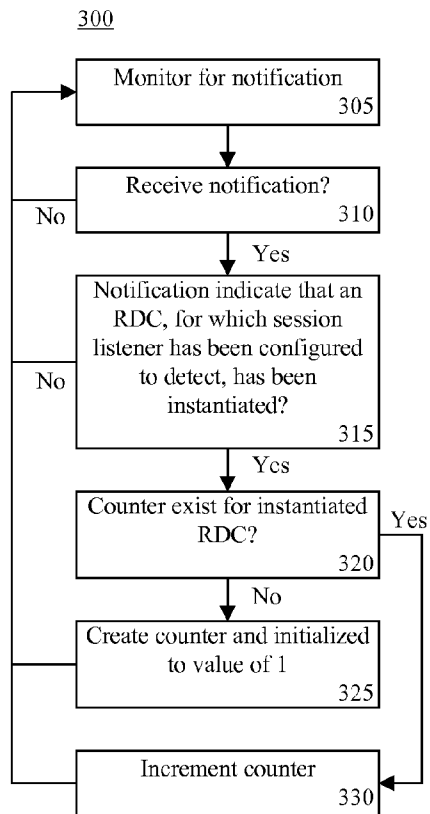 300
Monitor for notification
305
Receive notification?
310
No
Yes
Notification indicate that an
RDC, for which session
listener has been configured
to detect, has been
instantiated?
315
No
Yes
Counter exist for instantiated
RDC?
320
Yes
No
Create counter and initialized
to value of 1
325
Increment counter
330